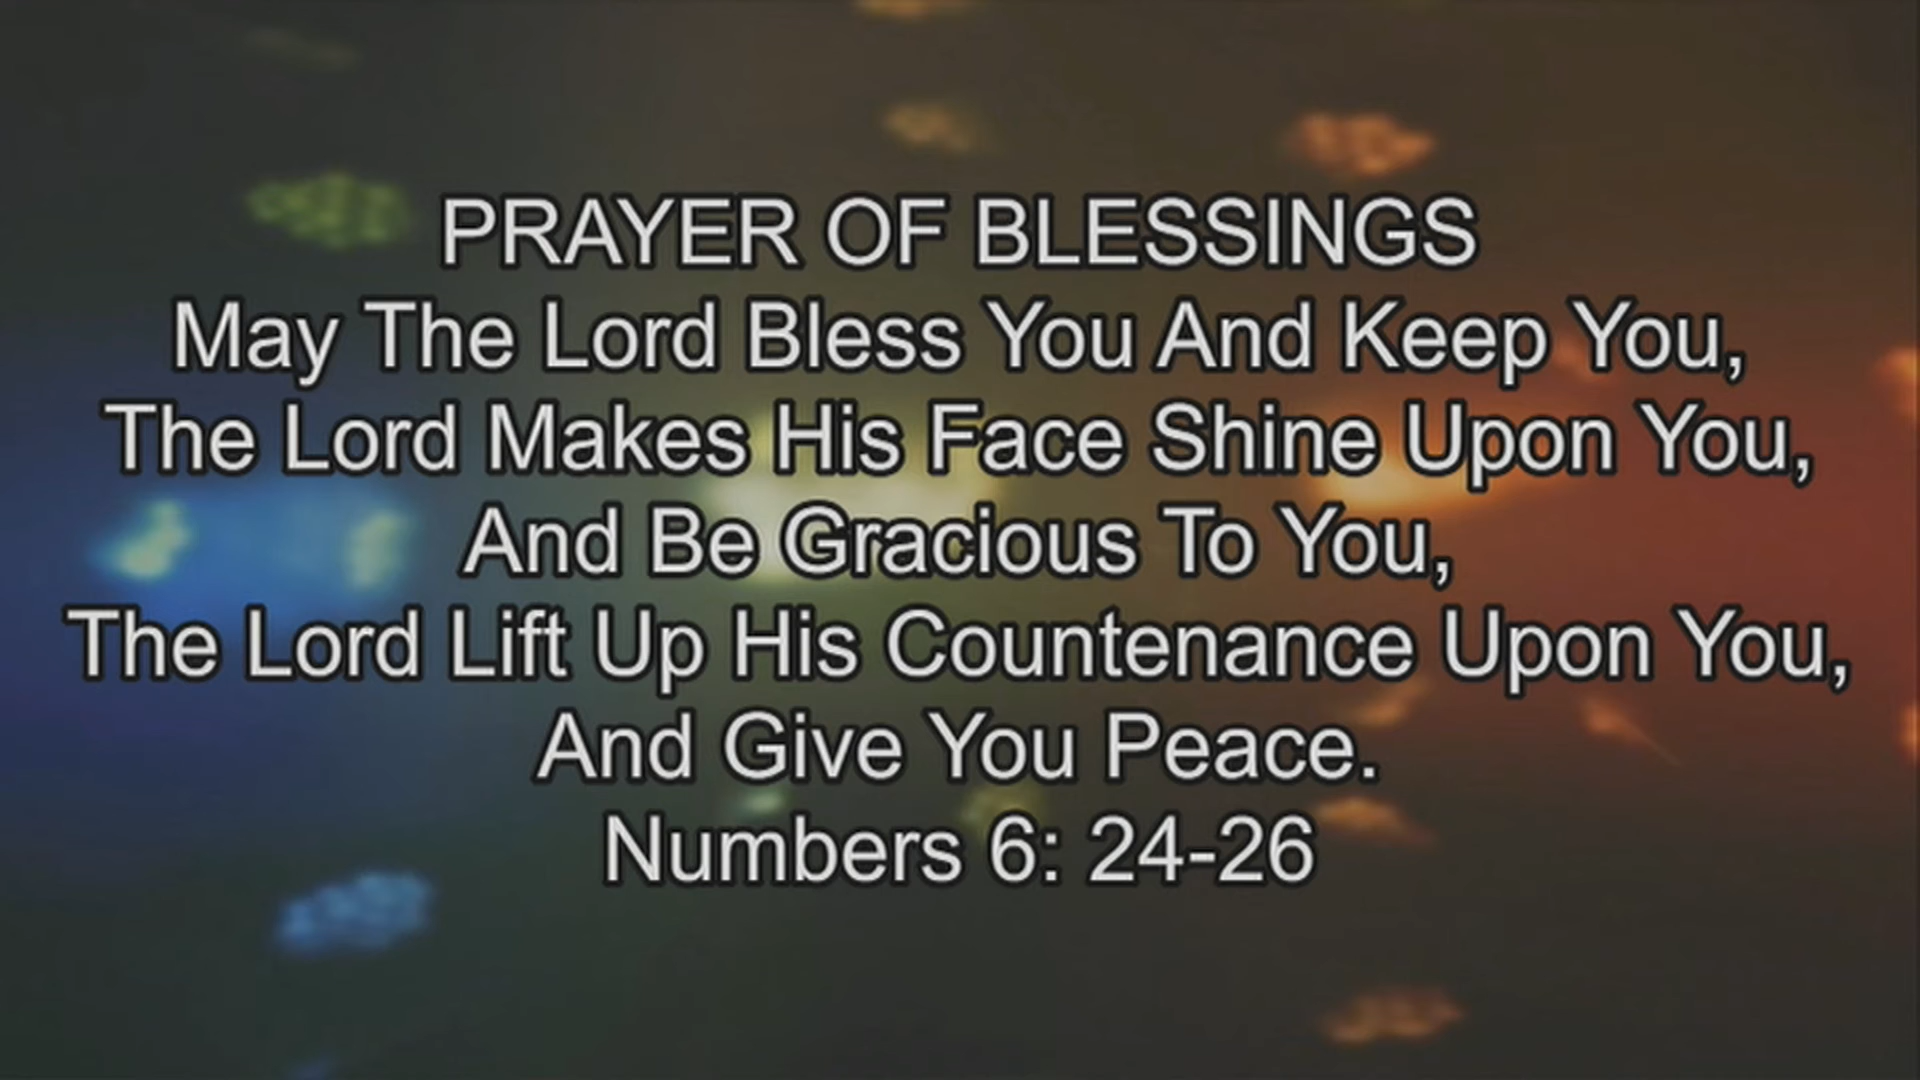 PRAYER OF BLESSINGS
May The Lord Bless You And Keep You,
The Lord Makes His Face Shine Upon You,
And Be Gracious To You,
The Lord Lift Up His Countenance Upon You,
And Give You Peace.
Numbers 6: 24-26